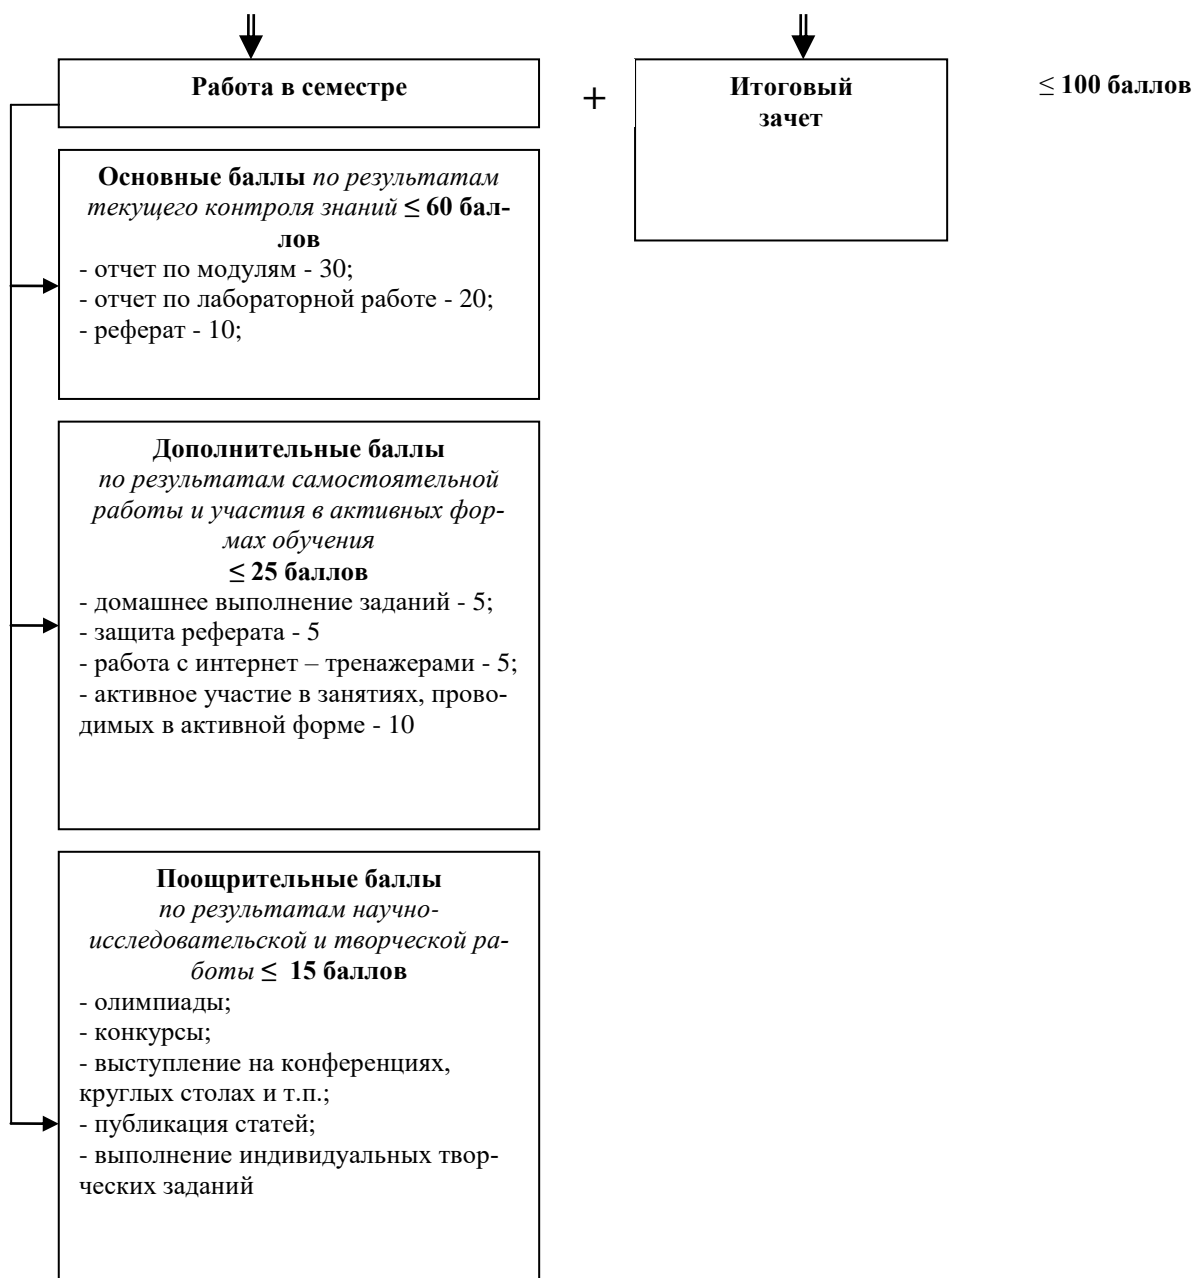 Работа в семестре
+
Итоговый
зачет
≤ 100 баллов
Основные баллы по результатам
текущего контроля знаний ≤ 60 бал-
лов
- отчет по модулям - 30;
- отчет по лабораторной работе - 20;
- реферат - 10;
Дополнительные баллы
по результатам самостоятельной
работы и участия в активных фор-
мах обучения
≤ 25 баллов
- домашнее выполнение заданий - 5;
- защита реферата - 5
- работа с интернет – тренажерами - 5;
- активное участие в занятиях, прово-
димых в активной форме - 10
Поощрительные баллы
по результатам научно-
исследовательской и творческой ра-
боты ≤ 15 баллов
- олимпиады;
- конкурсы;
- выступление на конференциях,
круглых столах и т.п.;
- публикация статей;
- выполнение индивидуальных твор-
ческих заданий